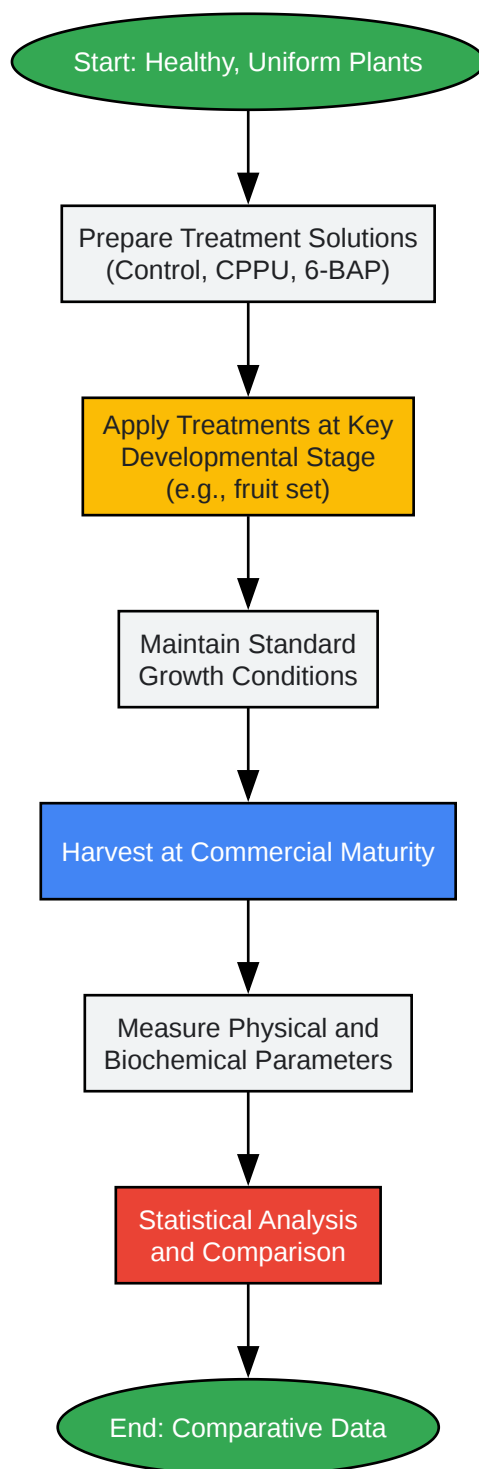 Start: Healthy, Uniform Plants
Prepare Treatment Solutions
(Control, CPPU, 6-BAP)
Apply Treatments at Key
Developmental Stage
(e.g., fruit set)
Maintain Standard
Growth Conditions
Harvest at Commercial Maturity
Measure Physical and
Biochemical Parameters
Statistical Analysis
and Comparison
End: Comparative Data